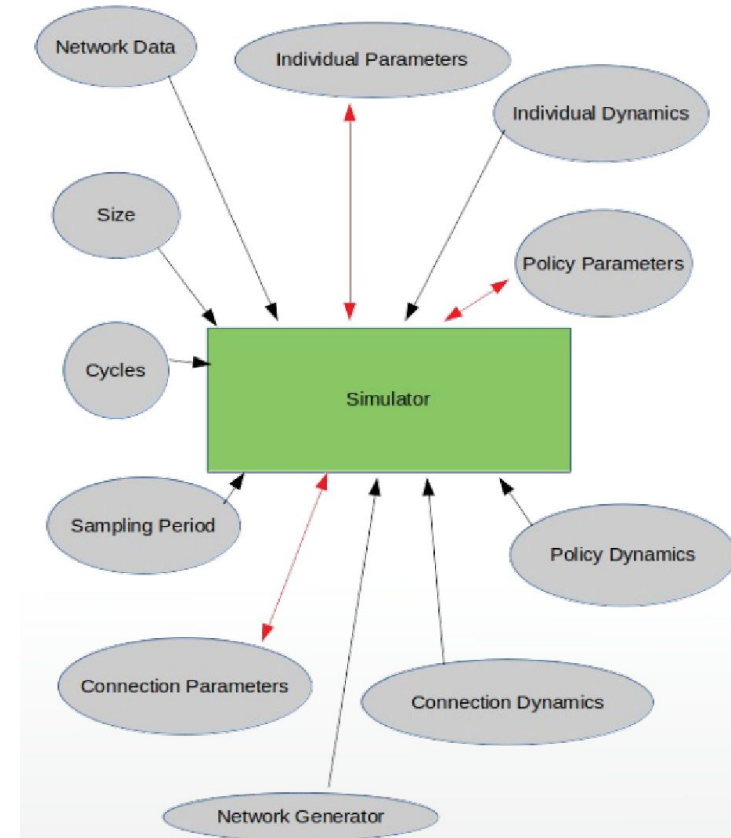 Network Data
Individual Parameters
Individual Dynamics
Size
Policy Parameters
Cycles
Simulator
Sampling Period
Policy Dynamics
Connection Parameters
Connection Dynamics
Network Generator